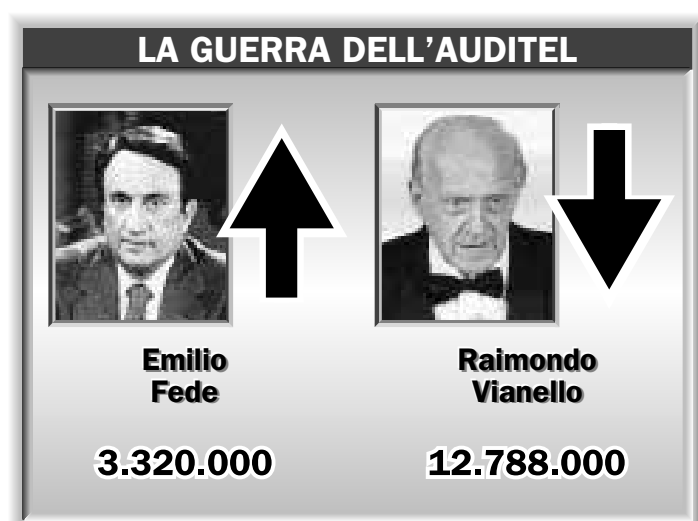 LA GUERRA DELL'AUDITEL
Emilio
Fede
3.320.000
Raimondo
Vianello
12.788.000